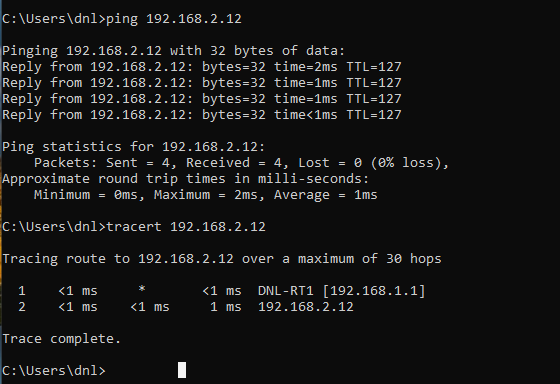 C:\Users\dnl>ping 192.168.2.12
Pinging 192.168.2.12 with 32 bytes of data:
Reply from 192.168.2.12: bytes=32 time=2ms TTL=127
Reply from 192.168.2.12: bytes=32 time=1ms TTL=127
Reply from 192.168.2.12: bytes=32 time=1ms TTL=127
Reply from 192.168.2.12: bytes=32 time<1ms TTL=127
Ping statistics for 192.168.2.12:
    Packets: Sent = 4, Received = 4, Lost = 0 (0% loss),
Approximate round trip times in milli-seconds:
    Minimum = 0ms, Maximum = 2ms, Average = 1ms
C:\Users\dnl>tracert 192.168.2.12
Tracing route to 192.168.2.12 over a maximum of 30 hops
  1    <1 ms     *       <1 ms  DNL-RT1 [192.168.1.1]
  2    <1 ms    <1 ms     1 ms  192.168.2.12
Trace complete.
C:\Users\dnl>